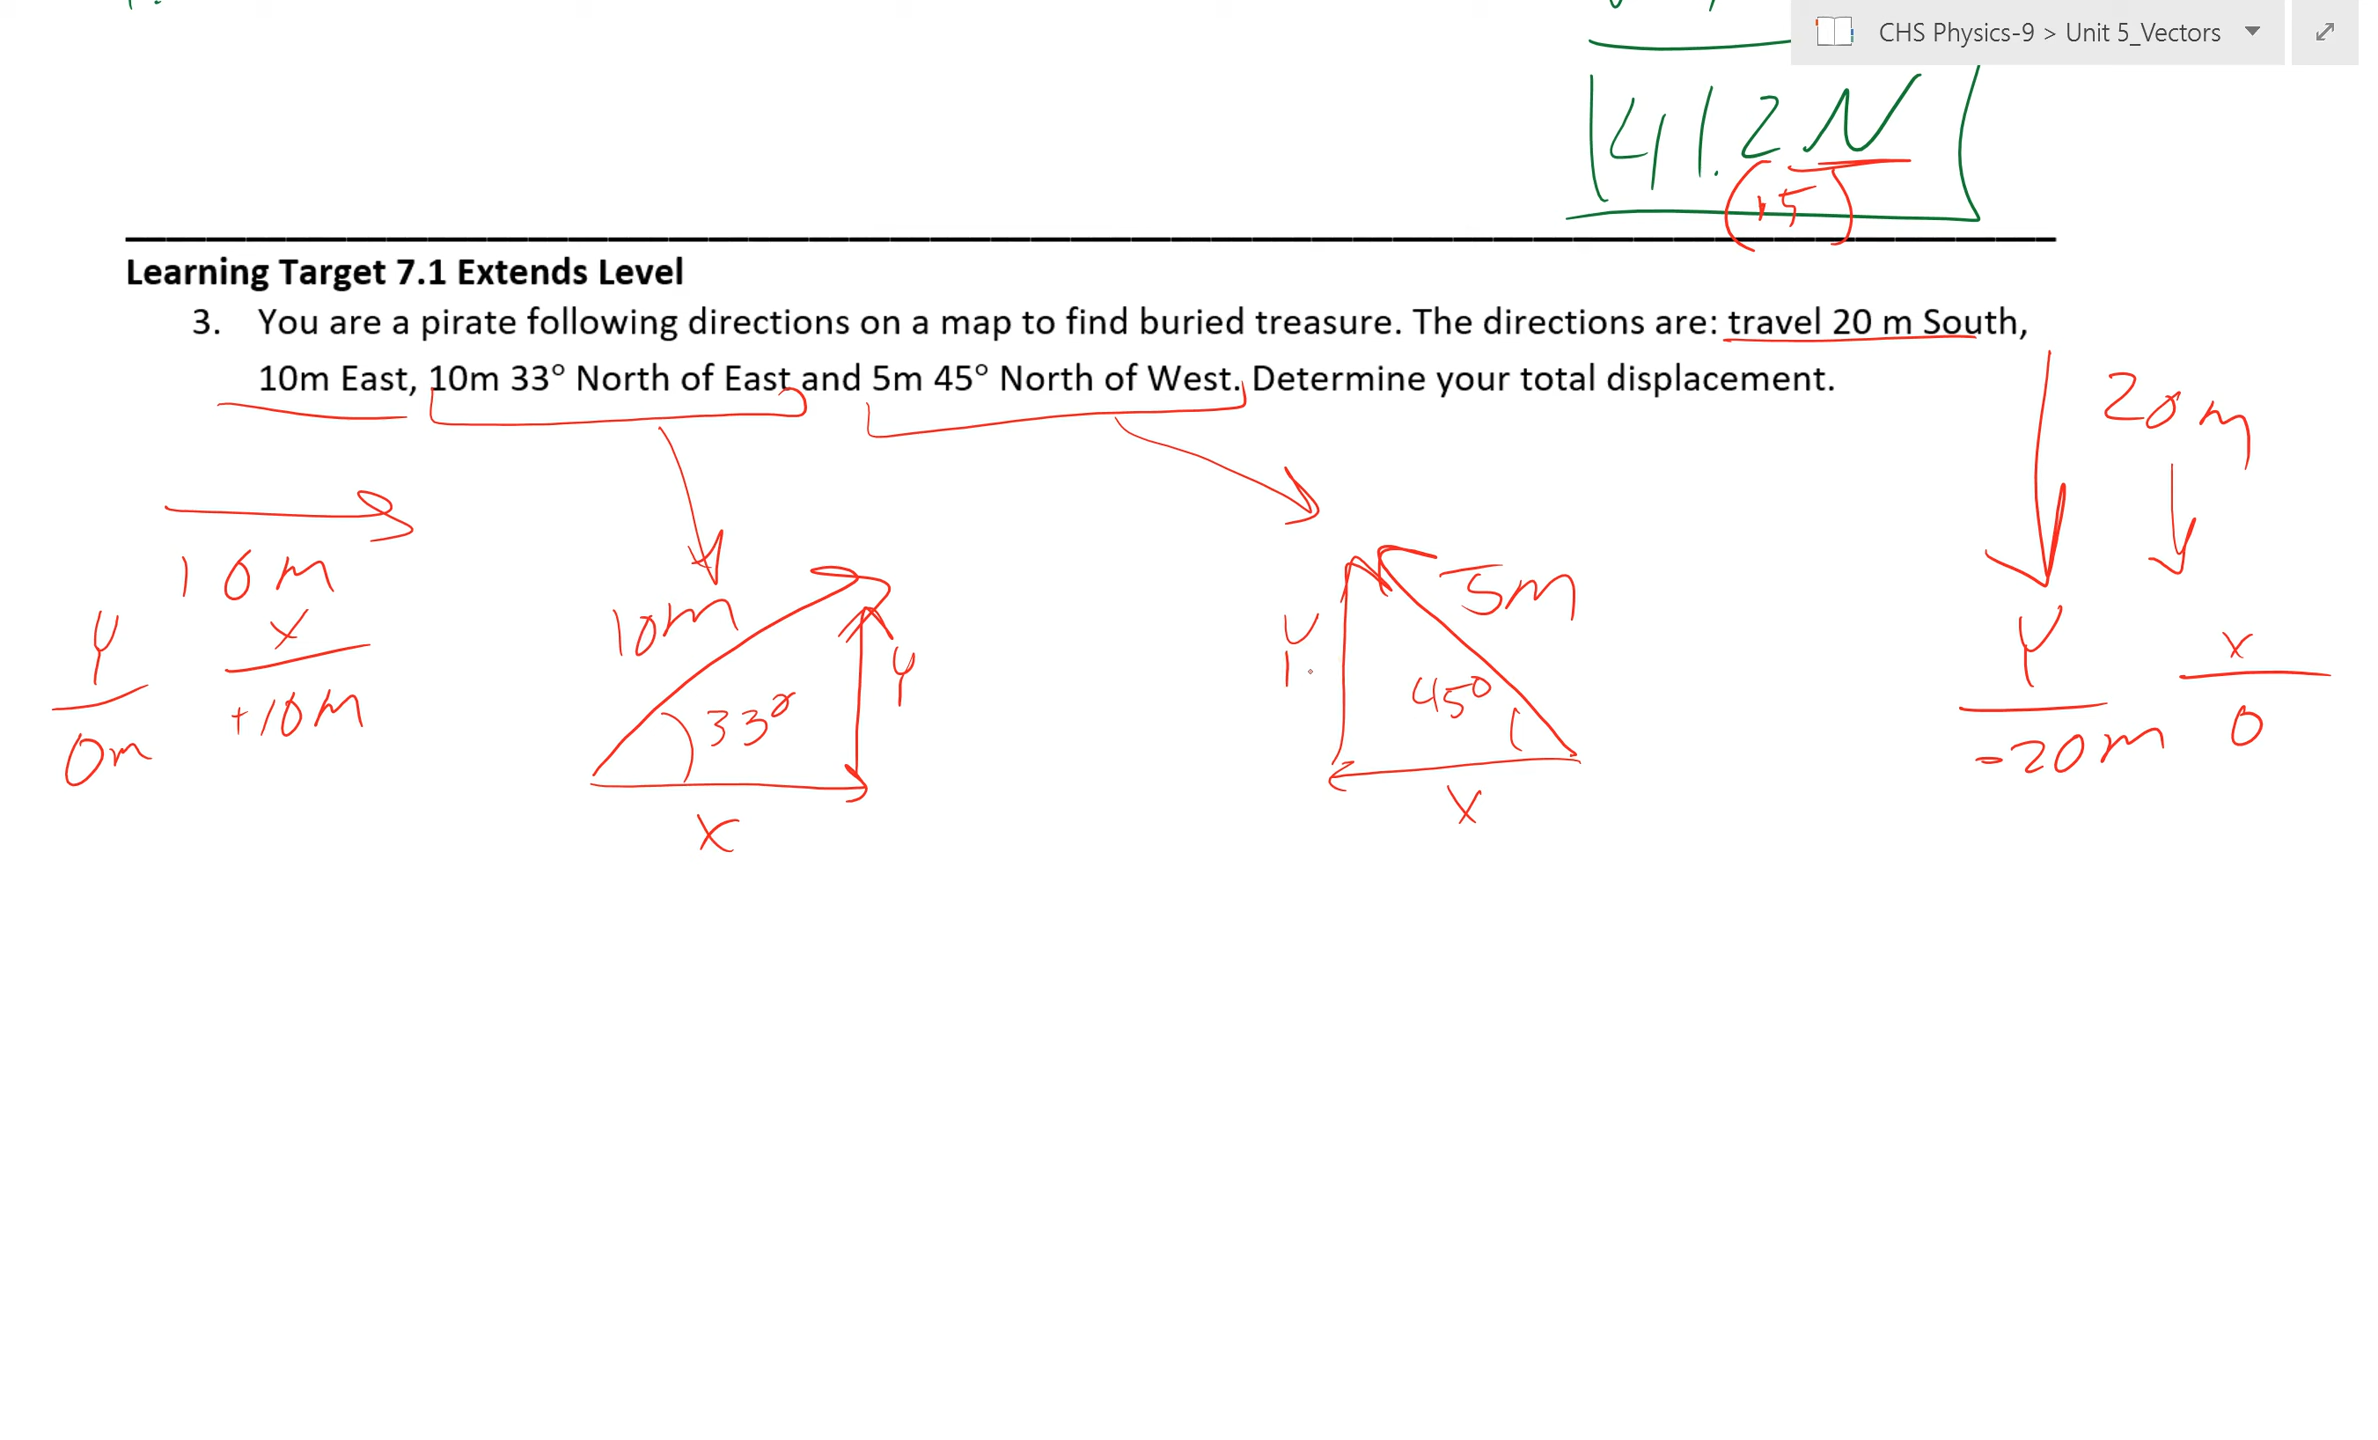 CHS Physics-9 > Unit 5_Vectors
41.2 N
Learning Target 7.1 Extends Level
3. You are a pirate following directions on a map to find buried treasure. The directions are: travel 20 m South,
10m East, 10m 33° North of East and 5m 45° North of West. Determine your total displacement.
20m
10m
10m
5m
Y
X
Y
Y
Y
X
33°
45°
+10m
0m
-20m
0
X
X